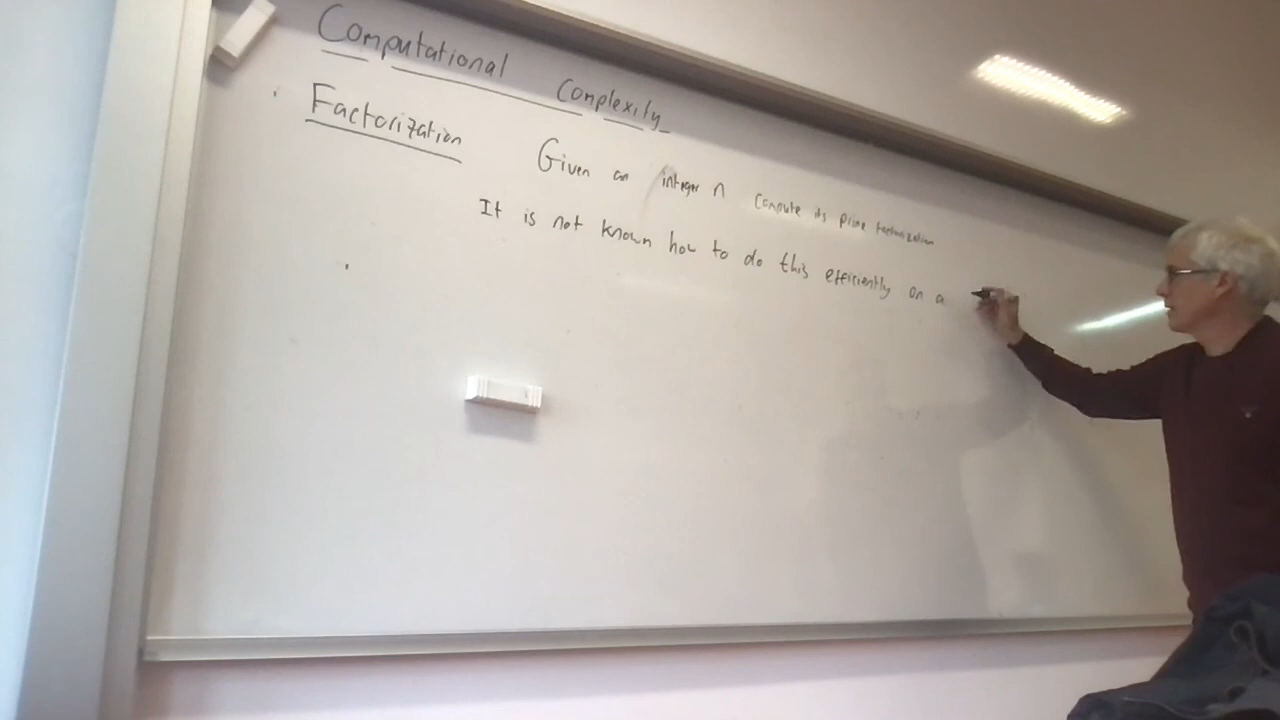 Computational Complexity
Factorization Given an integer n compute its prime factorization
It is not known how to do this efficiently on a